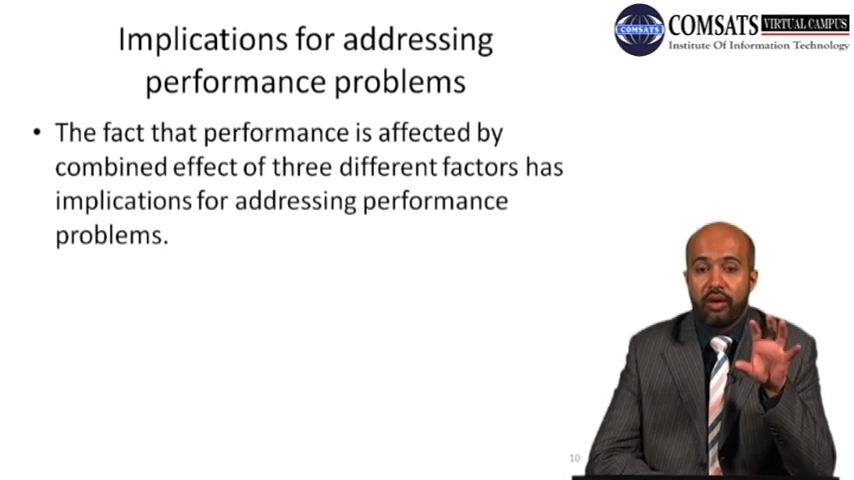 Implications for addressing
performance problems
COMSATS VIRTUAL CAMPUS
Institute Of Information Technology
COMSATS
• The fact that performance is affected by
combined effect of three different factors has
implications for addressing performance
problems.
10